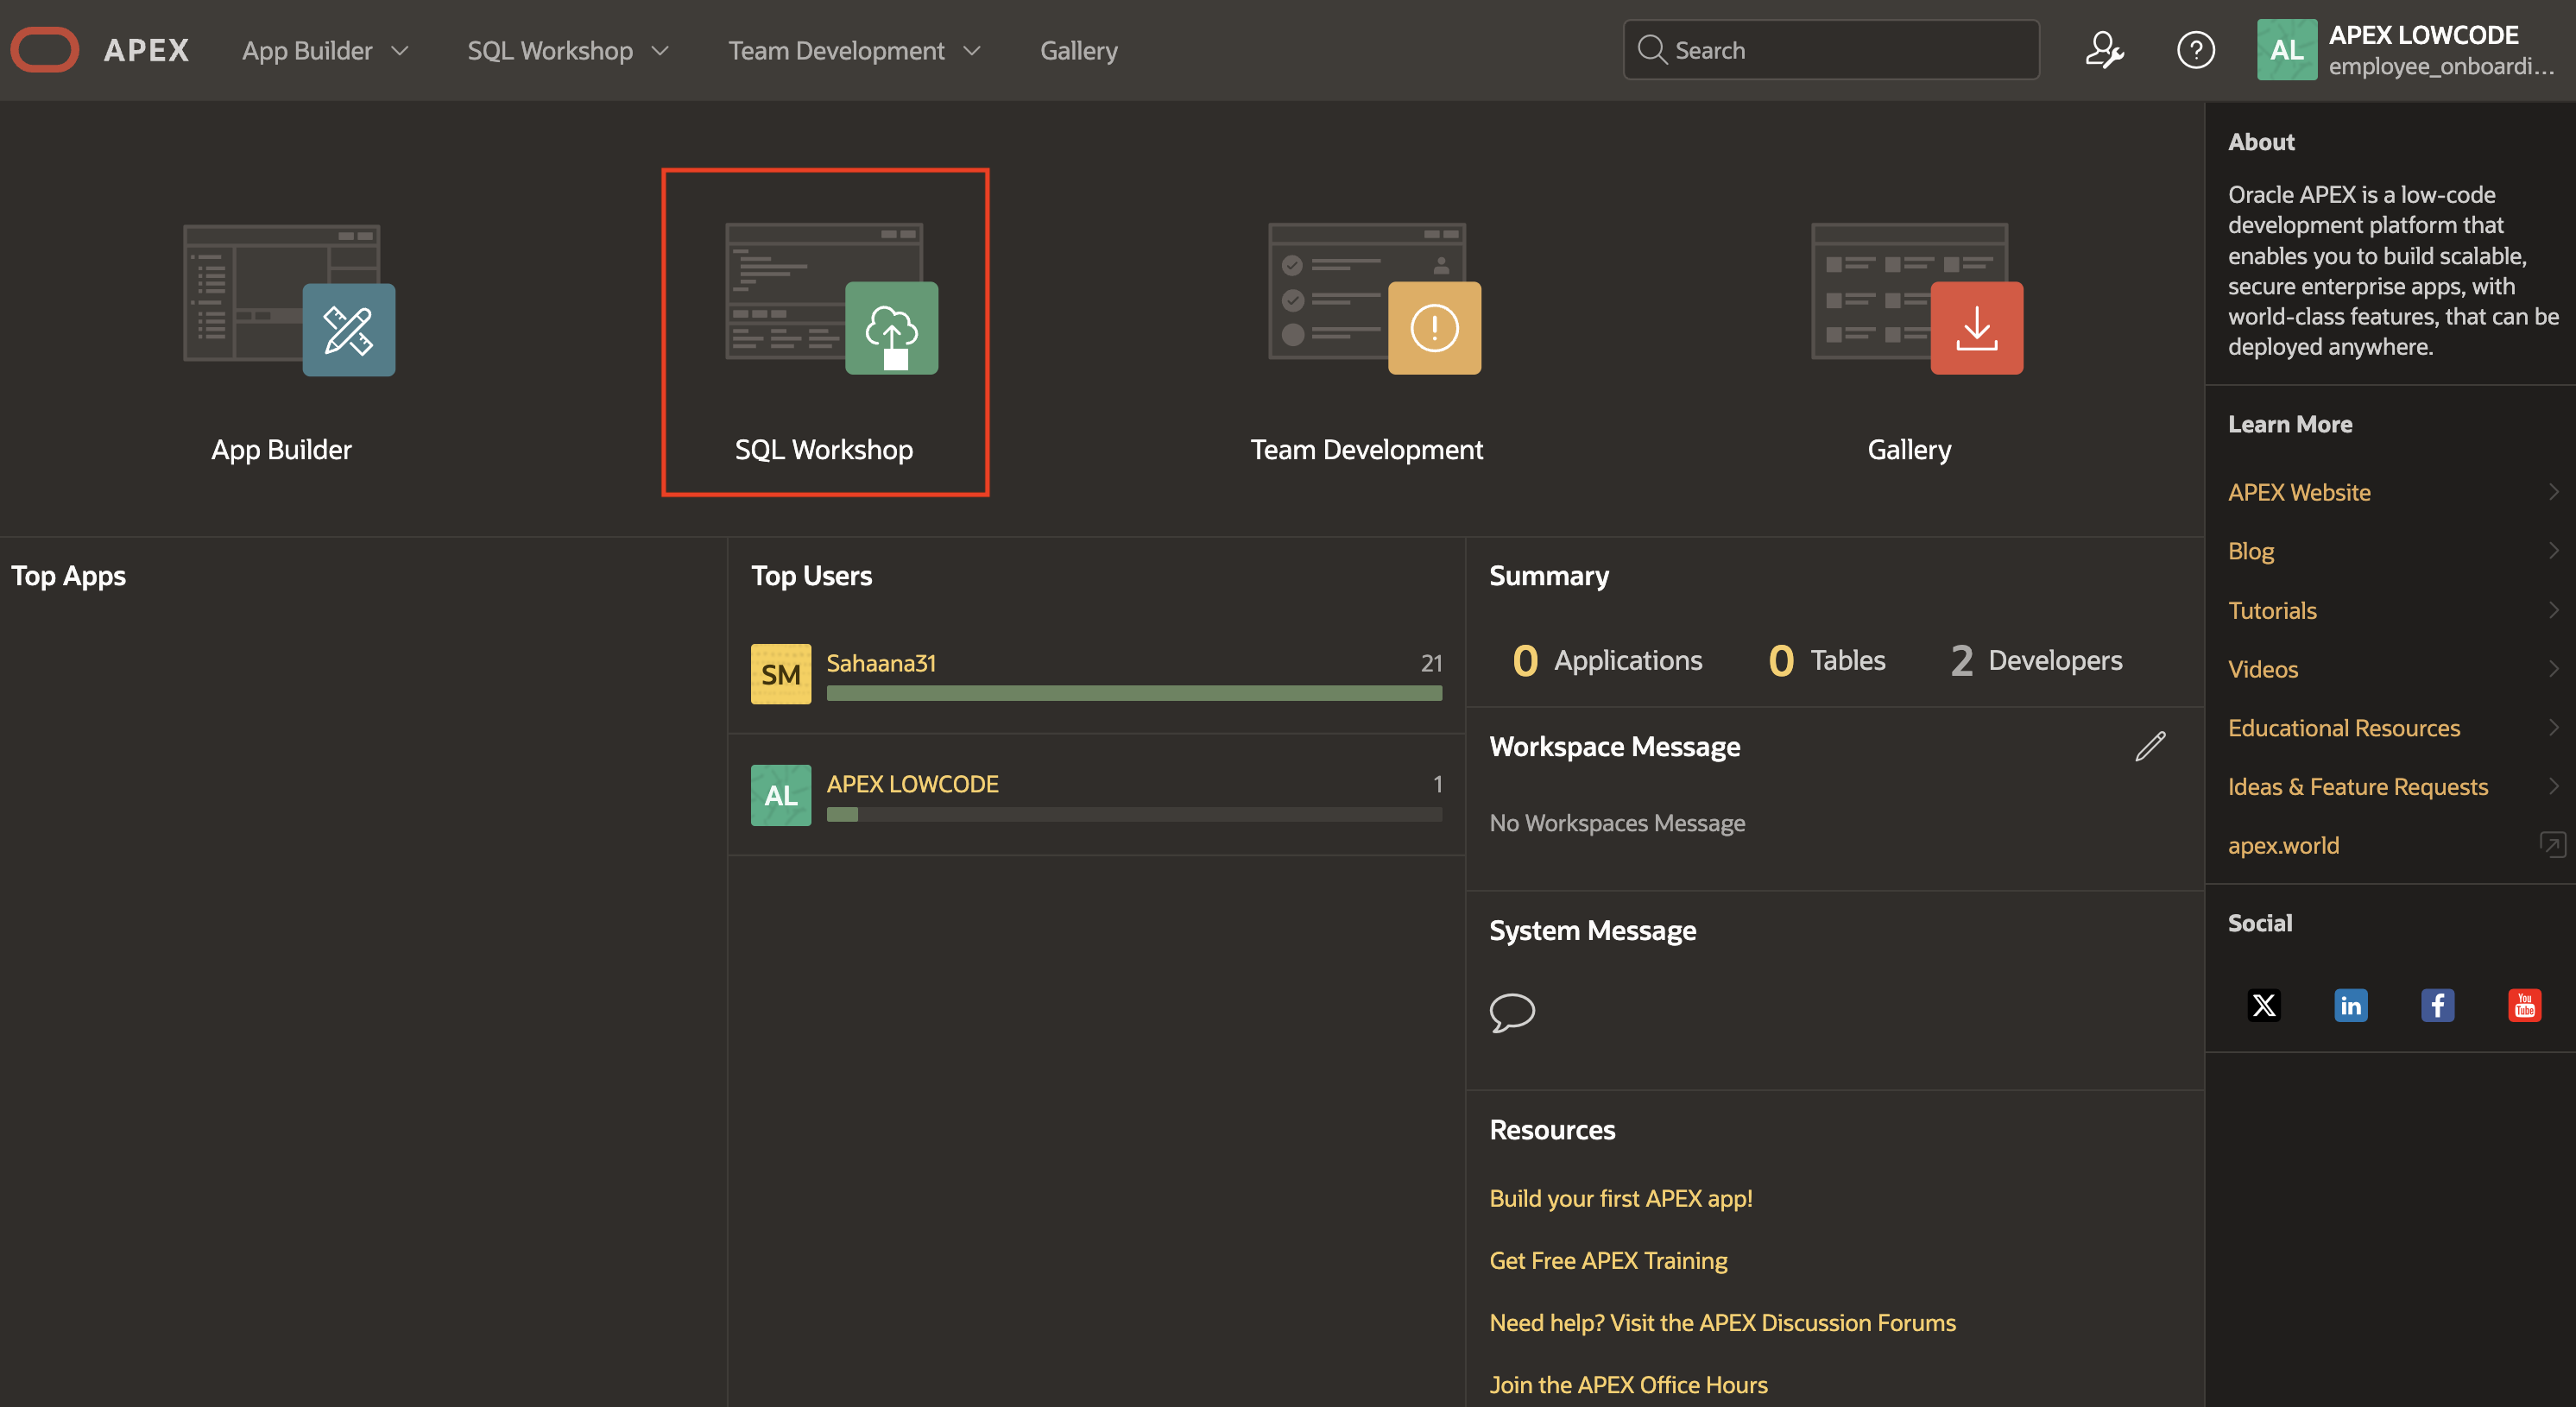 APEX
App Builder
SQL Workshop
Team Development
Gallery
Search
AL
APEX LOWCODE
employee_onboardi...
App Builder
SQL Workshop
Team Development
Gallery
Top Apps
Top Users
SM
Sahaana31
21
AL
APEX LOWCODE
1
Summary
0 Applications
0 Tables
2 Developers
Workspace Message
No Workspaces Message
System Message
Resources
Build your first APEX app!
Get Free APEX Training
Need help? Visit the APEX Discussion Forums
Join the APEX Office Hours
About
Oracle APEX is a low-code
development platform that
enables you to build scalable,
secure enterprise apps, with
world-class features, that can be
deployed anywhere.
Learn More
APEX Website
Blog
Tutorials
Videos
Educational Resources
Ideas & Feature Requests
apex.world
Social
X
in
f
You
Tube